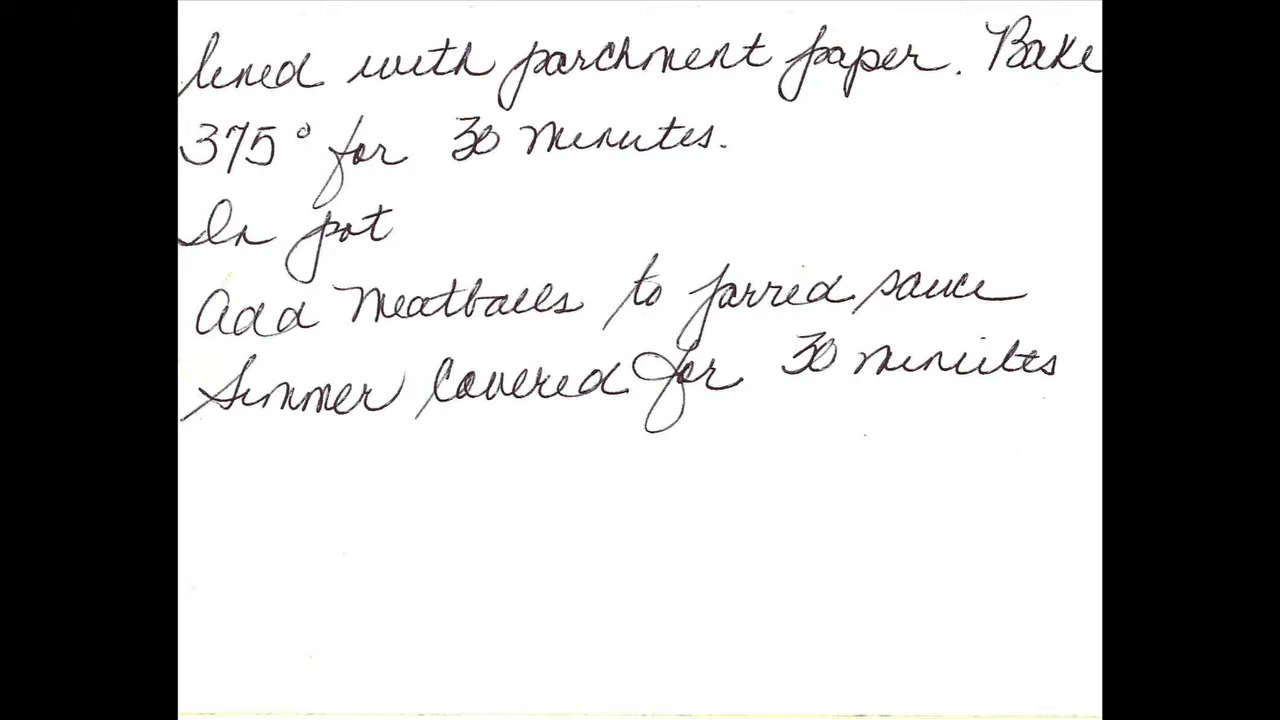 lined with parchment paper. Bake
375° for 30 minutes.
In pot
Add Meatballs to jarred sauce
Simmer Covered for 30 minutes